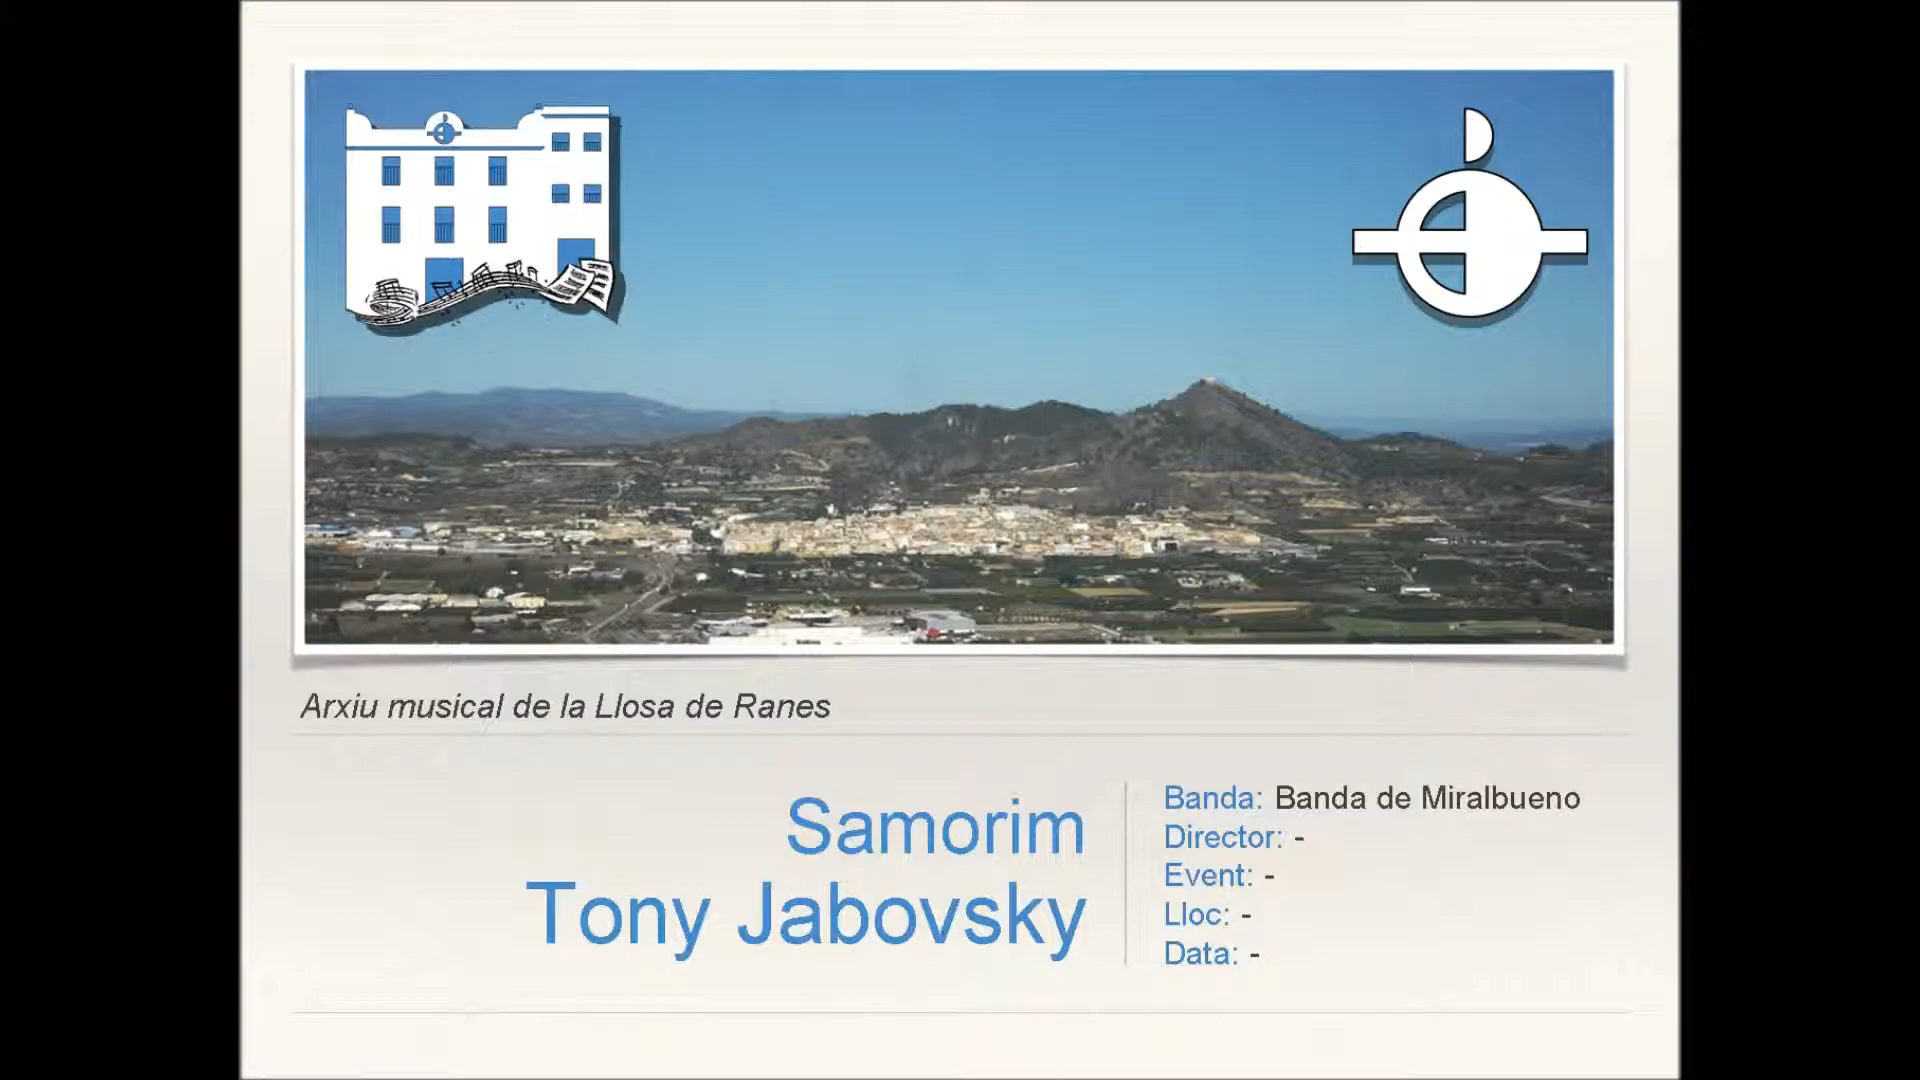 Arxiu musical de la Llosa de Ranes
Samorim
Tony Jabovsky
Banda: Banda de Miralbueno
Director: -
Event: -
Lloc: -
Data: -